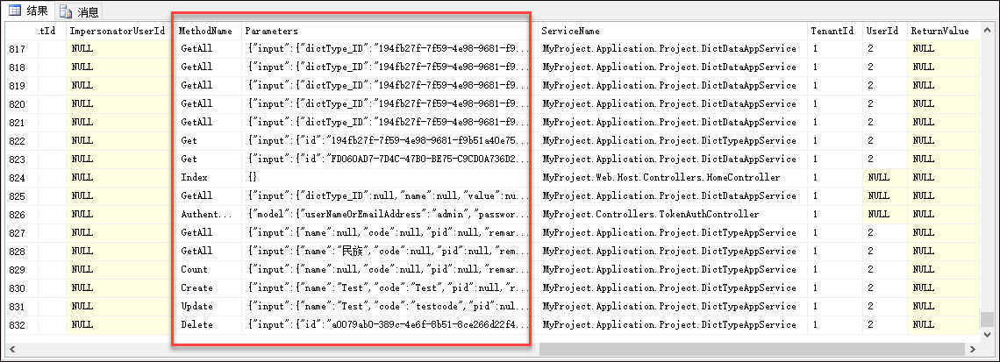 结果 消息
.tId ImpersonatorUserId MethodName Parameters ServiceName TenantId UserId ReturnValue
817 NULL GetAll {"input":{"dictType_ID":"194fb27f-7f59-4e98-9681-f9... MyProject.Application.Project.DictDataAppService 1 2 NULL
818 NULL GetAll {"input":{"dictType_ID":"194fb27f-7f59-4e98-9681-f9... MyProject.Application.Project.DictDataAppService 1 2 NULL
819 NULL GetAll {"input":{"dictType_ID":"194fb27f-7f59-4e98-9681-f9... MyProject.Application.Project.DictDataAppService 1 2 NULL
820 NULL GetAll {"input":{"dictType_ID":"194fb27f-7f59-4e98-9681-f9... MyProject.Application.Project.DictDataAppService 1 2 NULL
821 NULL GetAll {"input":{"dictType_ID":"194fb27f-7f59-4e98-9681-f9... MyProject.Application.Project.DictDataAppService 1 2 NULL
822 NULL Get {"input":{"id":"194fb27f-7f59-4e98-9681-f9b51a40e75... MyProject.Application.Project.DictTypeAppService 1 2 NULL
823 NULL Get {"input":{"id":"FD060AD7-7D4C-47B0-BE75-C9CD0A736D2... MyProject.Application.Project.DictTypeAppService 1 2 NULL
824 NULL Index {} MyProject.Web.Host.Controllers.HomeController 1 NULL NULL
825 NULL GetAll {"input":{"dictType_ID":null,"name":null,"value":nu... MyProject.Application.Project.DictDataAppService 1 NULL NULL
826 NULL Authent... {"model":{"userNameOrEmailAddress":"admin","passwor... MyProject.Controllers.TokenAuthController 1 NULL NULL
827 NULL GetAll {"input":{"name":null,"code":null,"pid":null,"remar... MyProject.Application.Project.DictTypeAppService 1 2 NULL
828 NULL GetAll {"input":{"name":"民族","code":null,"pid":null,"rem... MyProject.Application.Project.DictTypeAppService 1 2 NULL
829 NULL Count {"input":{"name":null,"code":null,"pid":null,"remar... MyProject.Application.Project.DictTypeAppService 1 2 NULL
830 NULL Create {"input":{"name":"Test","code":"Test","pid":null,"r... MyProject.Application.Project.DictTypeAppService 1 2 NULL
831 NULL Update {"input":{"name":"Test","code":"testcode","pid":nul... MyProject.Application.Project.DictTypeAppService 1 2 NULL
832 NULL Delete {"input":{"id":"a0079ab0-389c-4e6f-8b51-8ce266d22f4... MyProject.Application.Project.DictTypeAppService 1 2 NULL